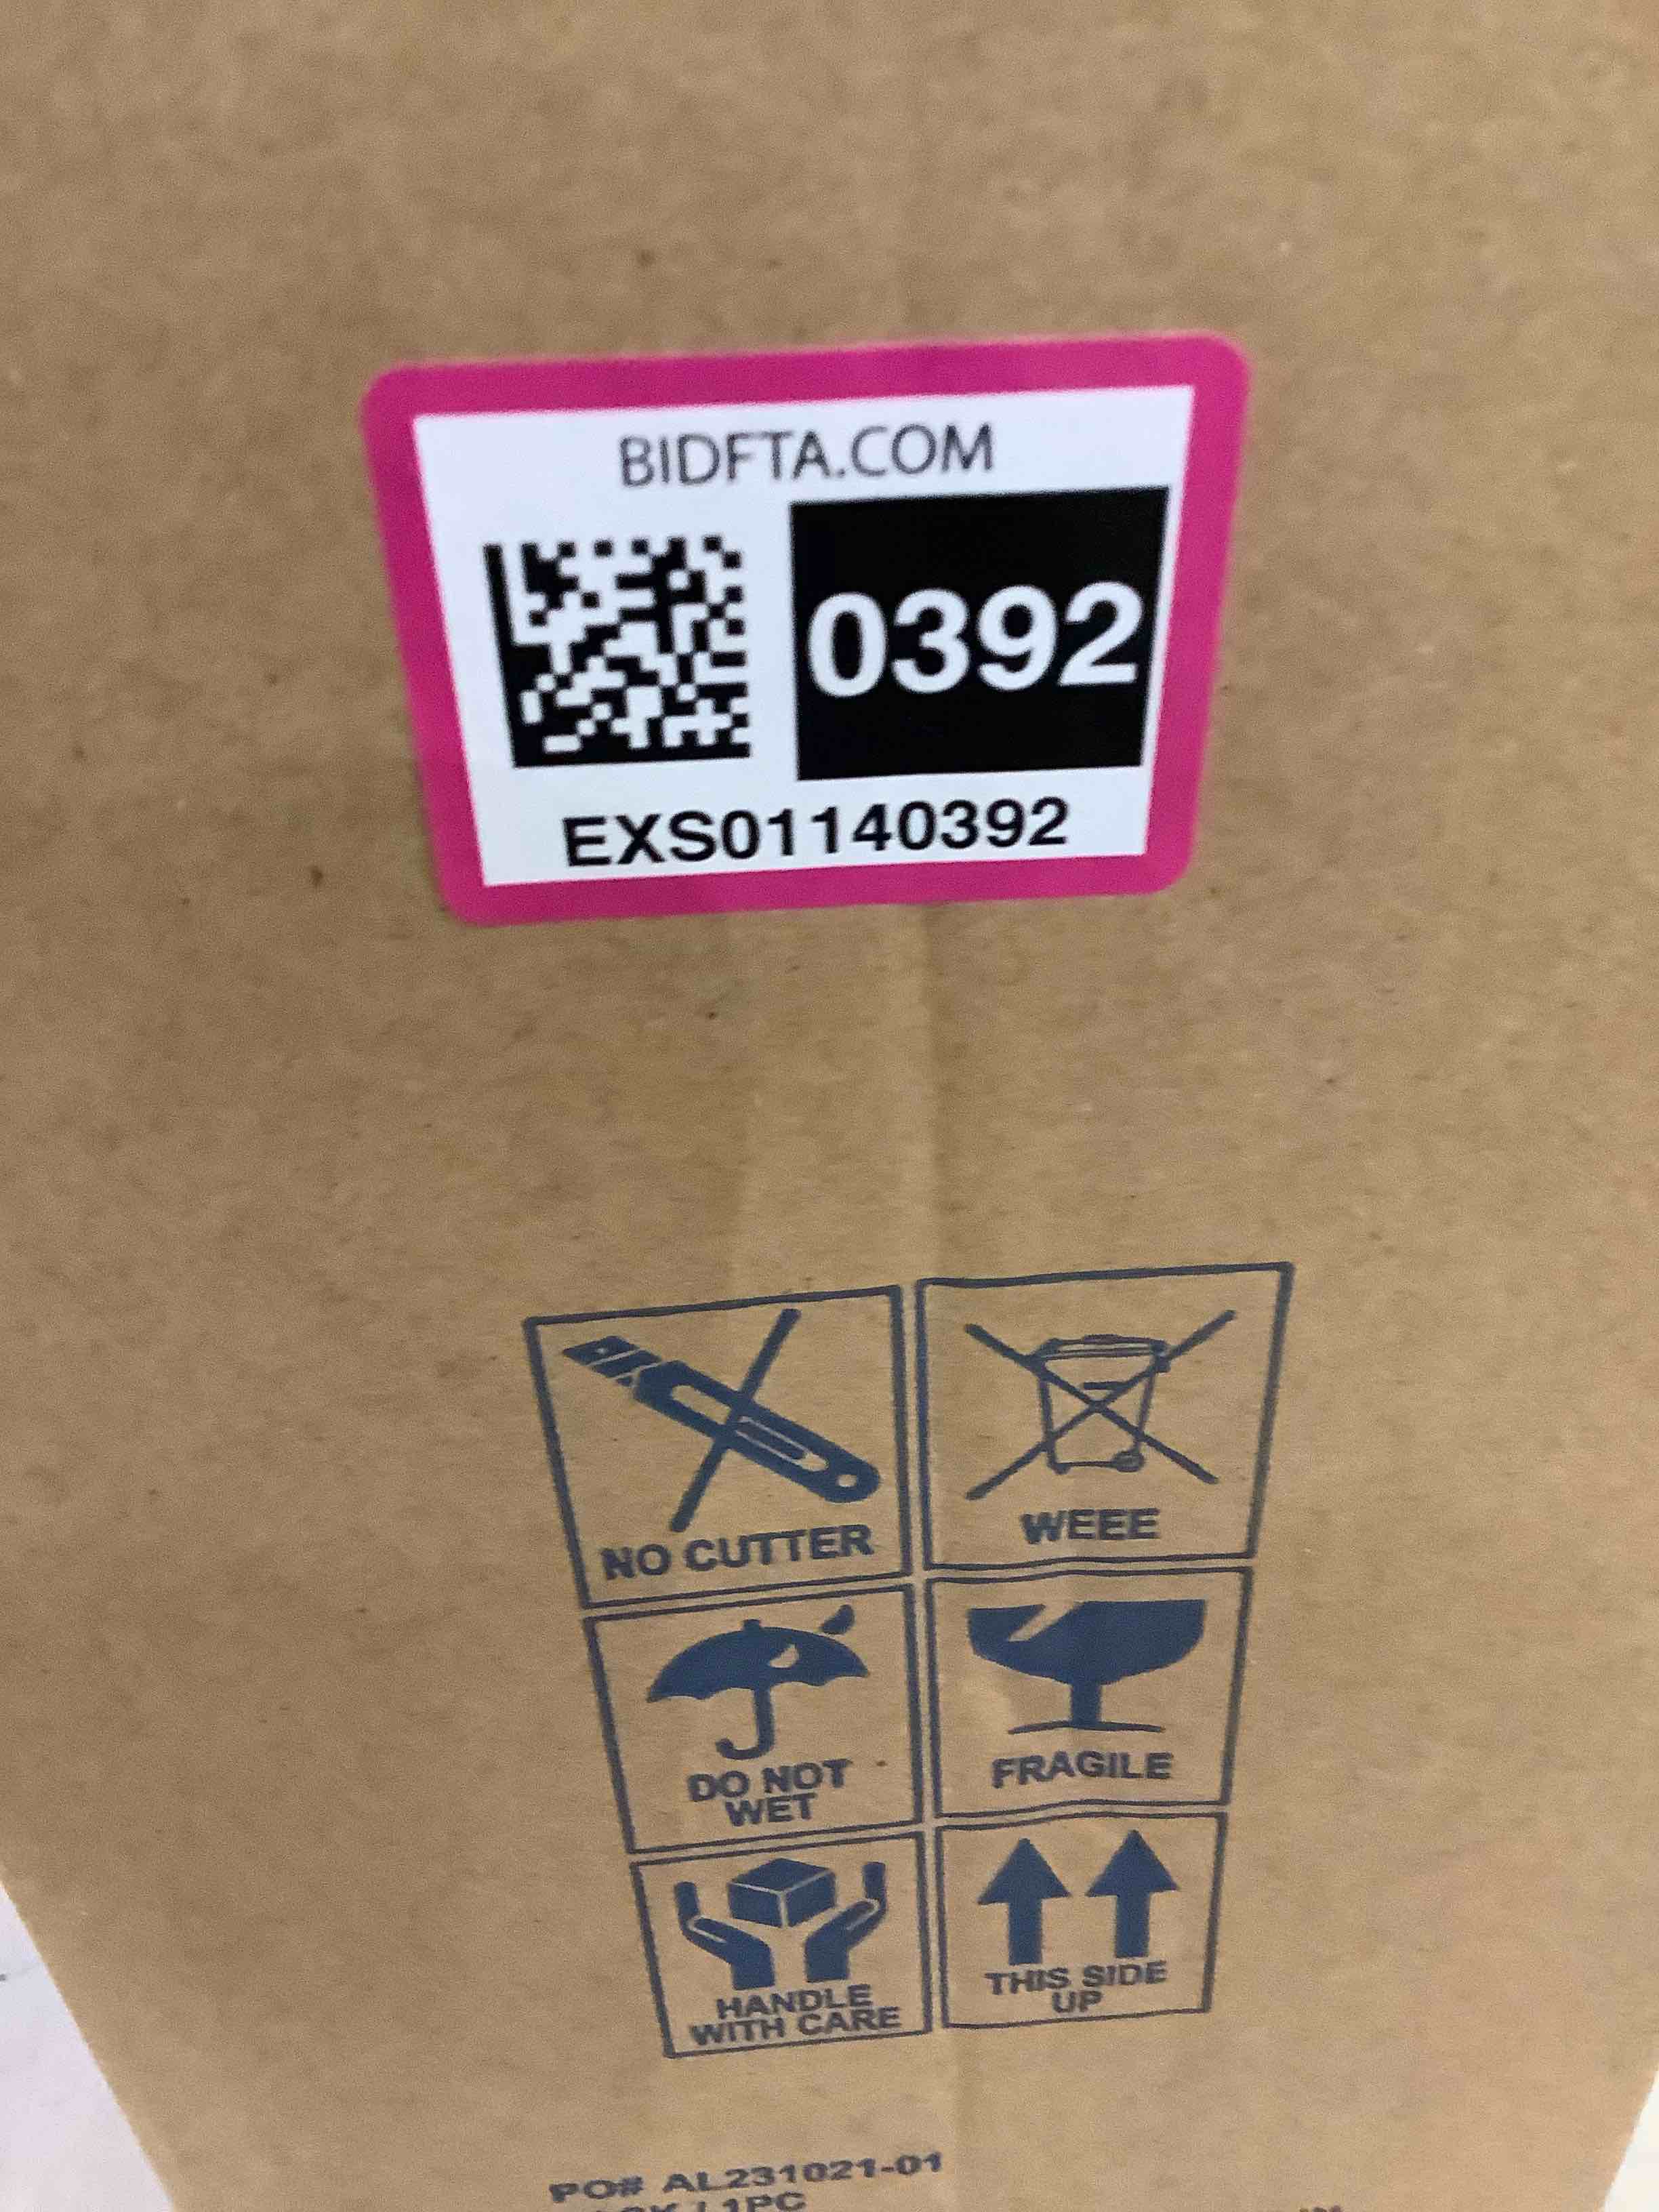 BIDFTA.COM
0392
EXS01140392
NO CUTTER
WEEE
DO NOT
WET
FRAGILE
HANDLE
WITH CARE
THIS SIDE
UP
PO# AL231021-01
1PC